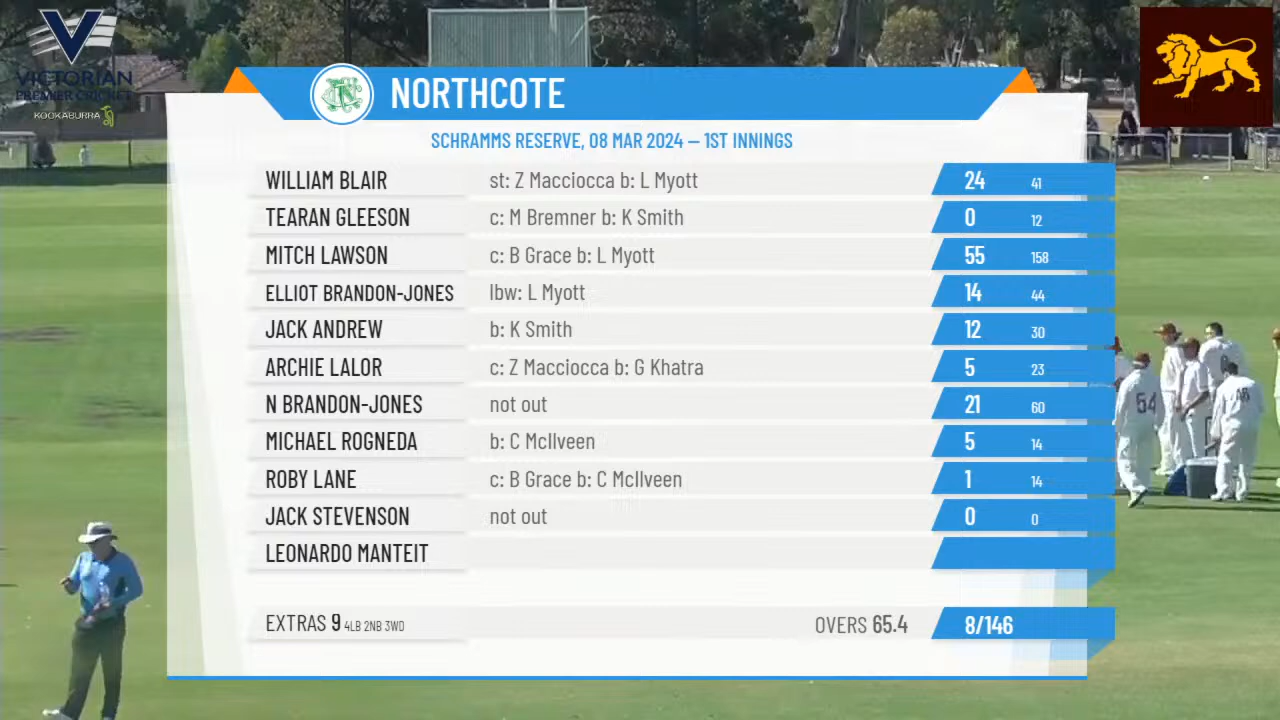 VICTORIAN
PREMIER CRICKET
KOOKABURRA
NORTHCOTE
SCHRAMMS RESERVE, 08 MAR 2024 – 1ST INNINGS
WILLIAM BLAIR st: Z Macciocca b: L Myott 24 41
TEARAN GLEESON c: M Bremner b: K Smith 0 12
MITCH LAWSON c: B Grace b: L Myott 55 158
ELLIOT BRANDON-JONES lbw: L Myott 14 44
JACK ANDREW b: K Smith 12 30
ARCHIE LALOR c: Z Macciocca b: G Khatra 5 23
N BRANDON-JONES not out 21 60
MICHAEL ROGNEDA b: C McIlveen 5 14
ROBY LANE c: B Grace b: C McIlveen 1 14
JACK STEVENSON not out 0 0
LEONARDO MANTEIT
EXTRAS 9 4LB 2NB 3WD OVERS 65.4 8/146
54